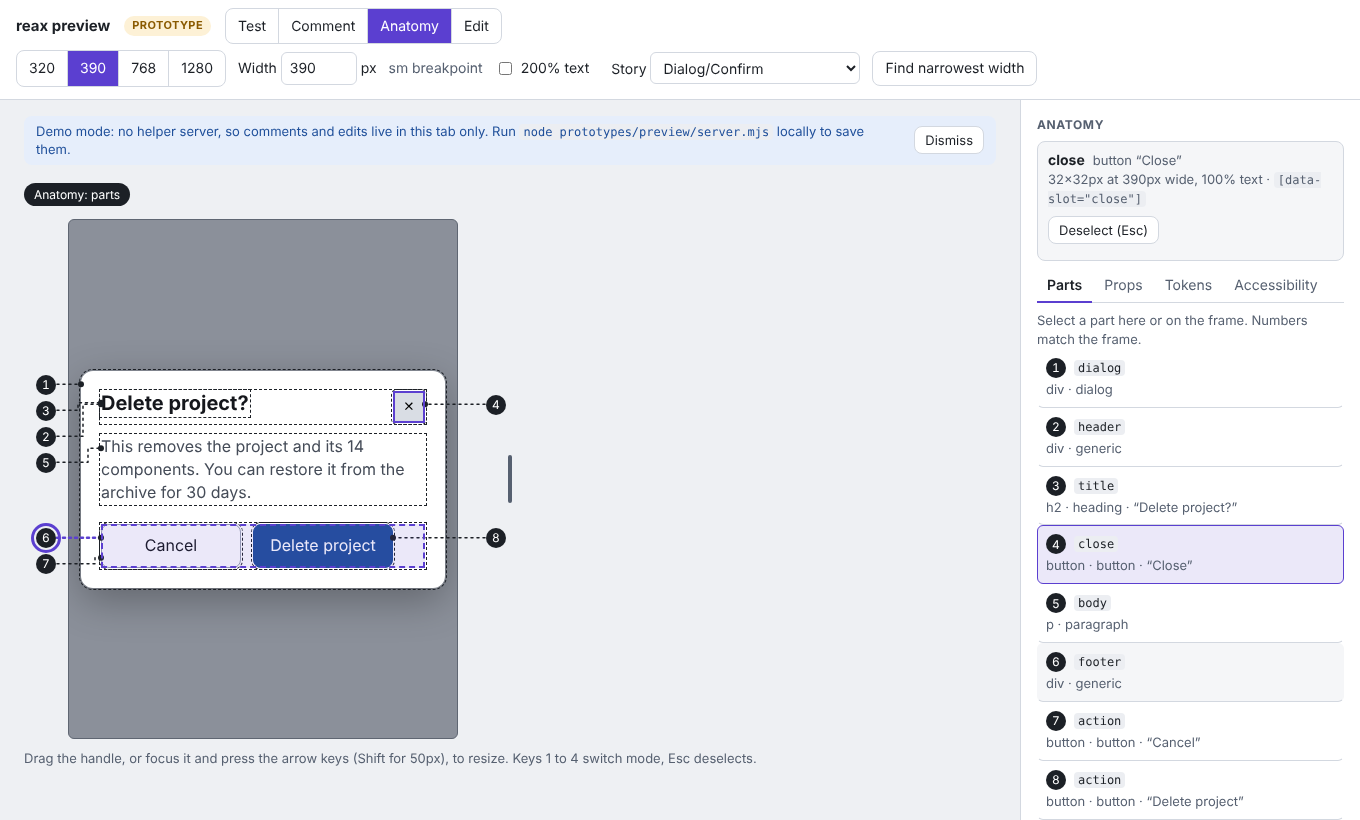 reax preview PROTOTYPE Test Comment Anatomy Edit
320 390 768 1280 Width 390 px sm breakpoint 200% text Story Dialog/Confirm Find narrowest width
Demo mode: no helper server, so comments and edits live in this tab only. Run node prototypes/preview/server.mjs locally to save
them.
Dismiss
Anatomy: parts
1
3
2
5
6
7
Delete project?
×
4
This removes the project and its 14
components. You can restore it from the
archive for 30 days.
Cancel
Delete project
8
Drag the handle, or focus it and press the arrow keys (Shift for 50px), to resize. Keys 1 to 4 switch mode, Esc deselects.
ANATOMY
close button “Close”
32×32px at 390px wide, 100% text · [data-
slot="close"]
Deselect (Esc)
Parts Props Tokens Accessibility
Select a part here or on the frame. Numbers
match the frame.
1 dialog
div · dialog
2 header
div · generic
3 title
h2 · heading · “Delete project?”
4 close
button · button · “Close”
5 body
p · paragraph
6 footer
div · generic
7 action
button · button · “Cancel”
8 action
button · button · “Delete project”